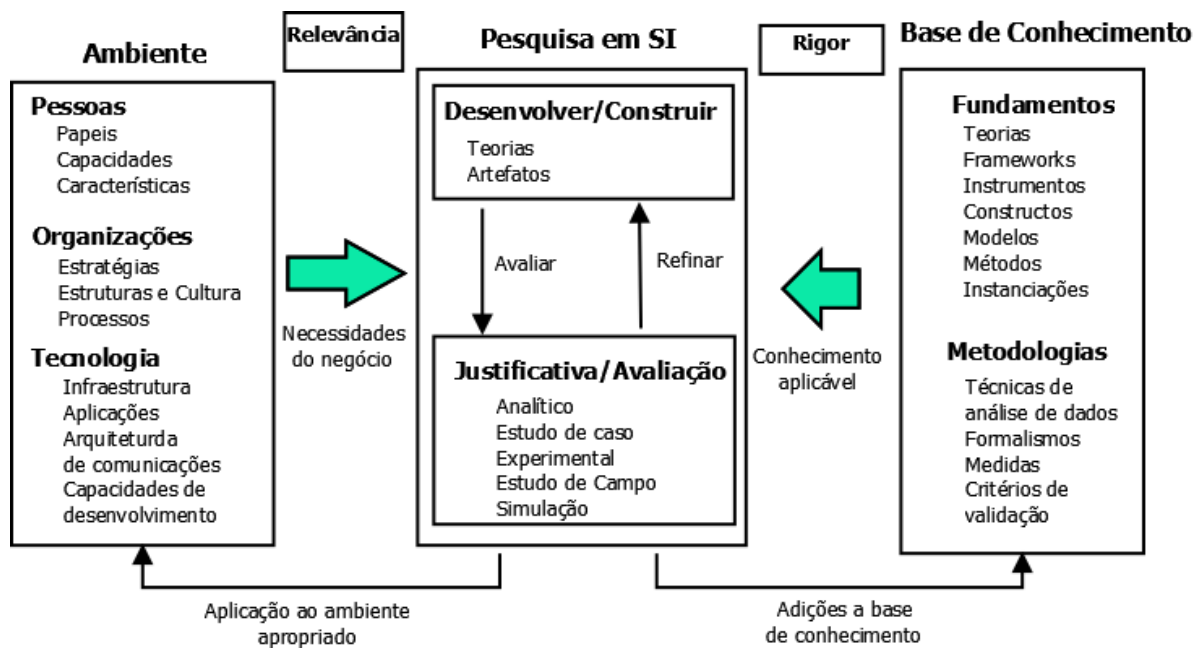 Ambiente
Relevância
Pesquisa em SI
Rigor
Base de Conhecimento
Pessoas
Papeis
Capacidades
Características
Organizações
Estratégias
Estruturas e Cultura
Processos
Tecnologia
Infraestrutura
Aplicações
Arquiteturda
de comunicações
Capacidades de
desenvolvimento
Necessidades
do negócio
Desenvolver/Construir
Teorias
Artefatos
Avaliar
Refinar
Justificativa/Avaliação
Analítico
Estudo de caso
Experimental
Estudo de Campo
Simulação
Conhecimento
aplicável
Fundamentos
Teorias
Frameworks
Instrumentos
Constructos
Modelos
Métodos
Instanciações
Metodologias
Técnicas de
análise de dados
Formalismos
Medidas
Critérios de
validação
Aplicação ao ambiente
apropriado
Adições a base
de conhecimento